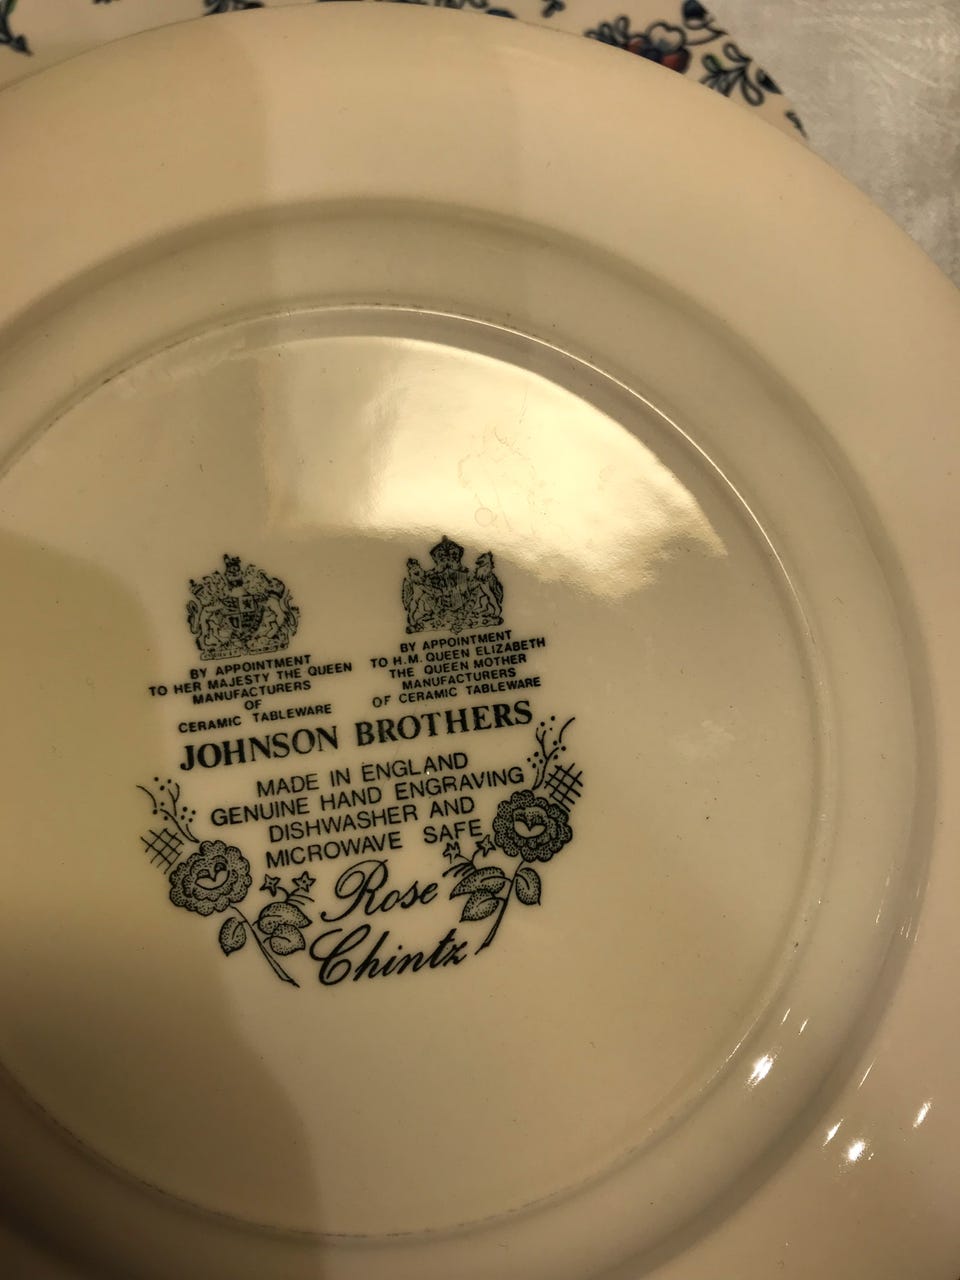 BY APPOINTMENT
TO HER MAJESTY THE QUEEN
MANUFACTURERS
OF
CERAMIC TABLEWARE
BY APPOINTMENT
TO H.M. QUEEN ELIZABETH
THE QUEEN MOTHER
MANUFACTURERS
OF CERAMIC TABLEWARE
JOHNSON BROTHERS
MADE IN ENGLAND
GENUINE HAND ENGRAVING
DISHWASHER AND
MICROWAVE SAFE
Rose
Chintz